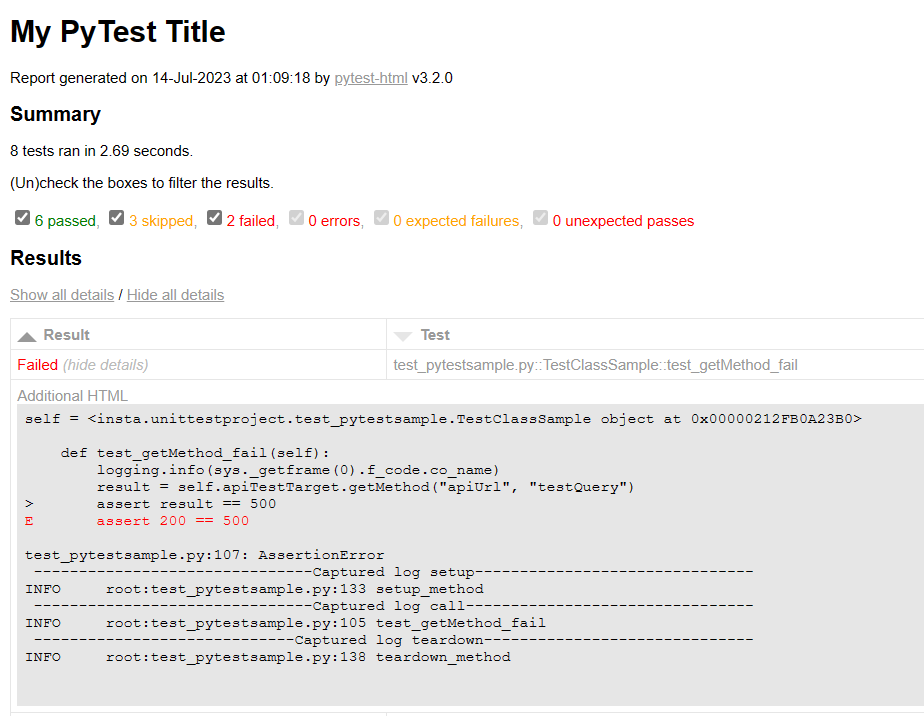 My PyTest Title
Report generated on 14-Jul-2023 at 01:09:18 by pytest-html v3.2.0
Summary
8 tests ran in 2.69 seconds.
(Un)check the boxes to filter the results.
6 passed, 3 skipped, 2 failed, 0 errors, 0 expected failures, 0 unexpected passes
Results
Show all details / Hide all details
Result Test
Failed (hide details) test_pytestsample.py::TestClassSample::test_getMethod_fail
Additional HTML
self = <insta.unittestproject.test_pytestsample.TestClassSample object at 0x00000212FB0A23B0>
def test_getMethod_fail(self):
logging.info(sys._getframe(0).f_code.co_name)
result = self.apiTestTarget.getMethod("apiUrl", "testQuery")
> assert result == 500
E assert 200 == 500
test_pytestsample.py:107: AssertionError
-------------------------------Captured log setup-------------------------------
INFO root:test_pytestsample.py:133 setup_method
-------------------------------Captured log call--------------------------------
INFO root:test_pytestsample.py:105 test_getMethod_fail
-----------------------------Captured log teardown------------------------------
INFO root:test_pytestsample.py:138 teardown_method